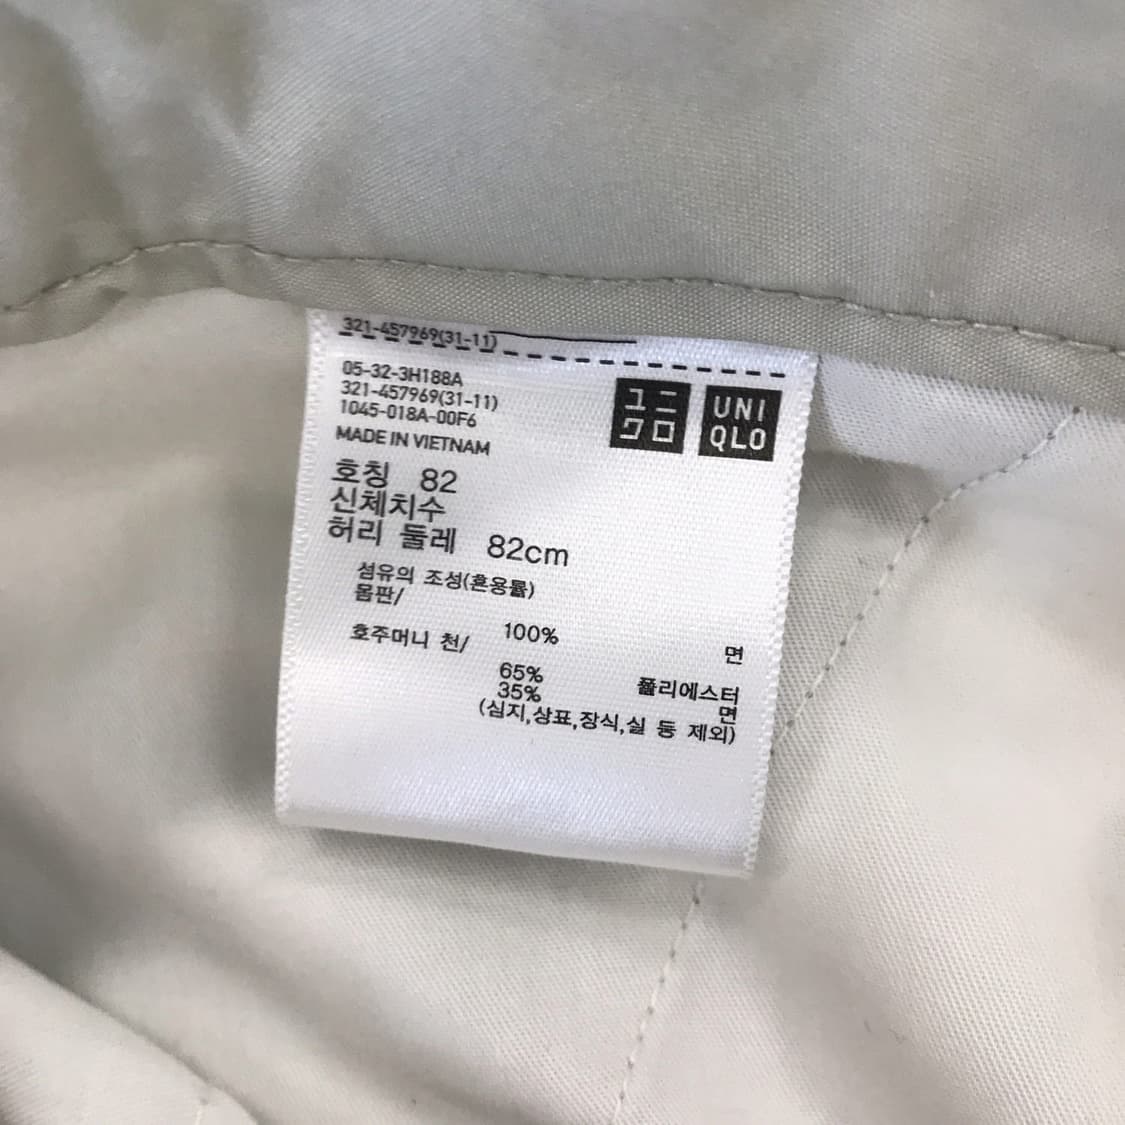 321-457969(31-11)
05-32-3H188A
321-457969(31-11)
1045-018A-00F6
MADE IN VIETNAM
ユニ
クロ
UNI
QLO
호칭 82
신체치수
허리 둘레 82cm
섬유의 조성(혼용률)
몸판/
100% 면
호주머니 천/
65% 폴리에스터
35% 면
(심지,상표,장식,실 등 제외)